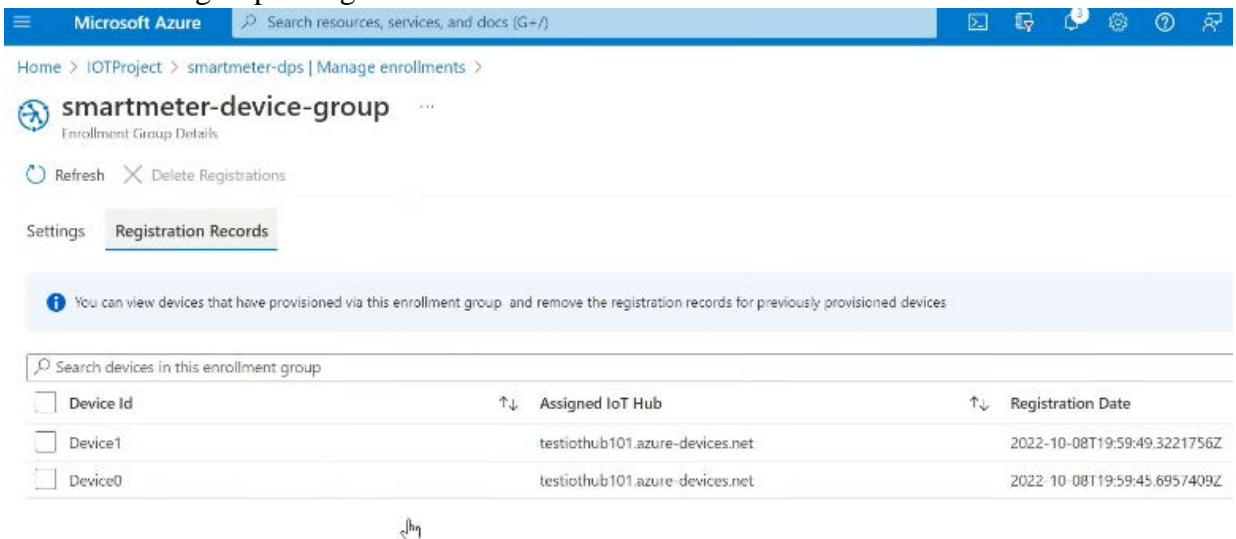 Microsoft Azure Search resources, services, and docs (G+/) 3
Home > IOTProject > smartmeter-dps | Manage enrollments >
smartmeter-device-group ...
Enrollment Group Details
Refresh Delete Registrations
Settings Registration Records
You can view devices that have provisioned via this enrollment group and remove the registration records for previously provisioned devices
Search devices in this enrollment group
Device Id Assigned IoT Hub Registration Date
Device1 testiothub101.azure-devices.net 2022-10-08T19:59:49.3221756Z
Device0 testiothub101.azure-devices.net 2022-10-08T19:59:45.6957409Z